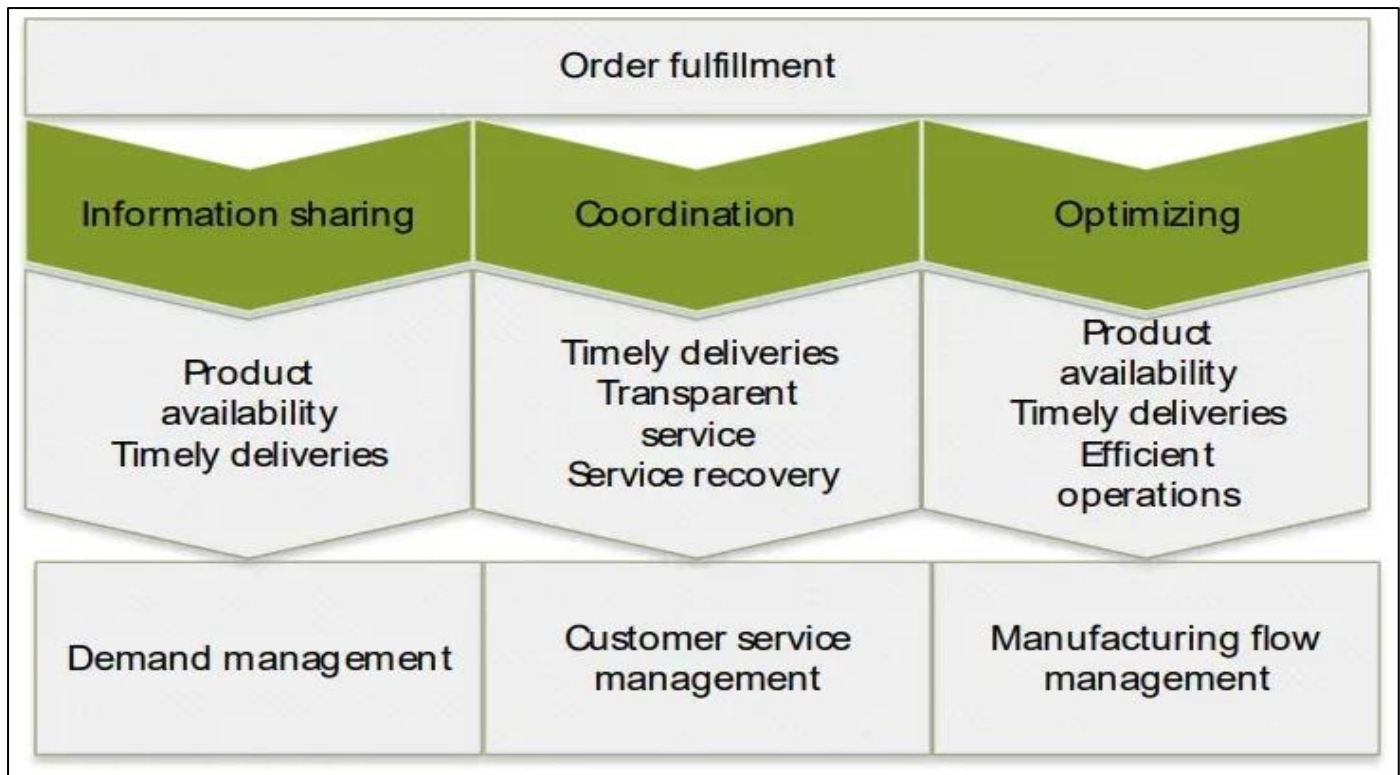 Order fulfillment
Information sharing
Coordination
Optimizing
Product
availability
Timely deliveries
Timely deliveries
Transparent
service
Service recovery
Product
availability
Timely deliveries
Efficient
operations
Demand management
Customer service
management
Manufacturing flow
management